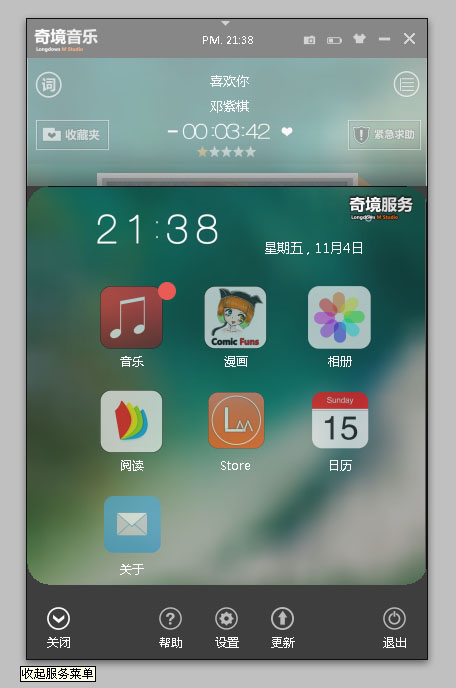 奇境音乐
Longdows M Studio
PM. 21:38
词
喜欢你
邓紫棋
收藏夹
-00:03:42
紧急求助
奇境服务
Longdows M Studio
21:38
星期五 , 11月4日
音乐
Comic Funs
漫画
相册
阅读
Store
Sunday
15
日历
关于
关闭
帮助
设置
更新
退出
收起服务菜单